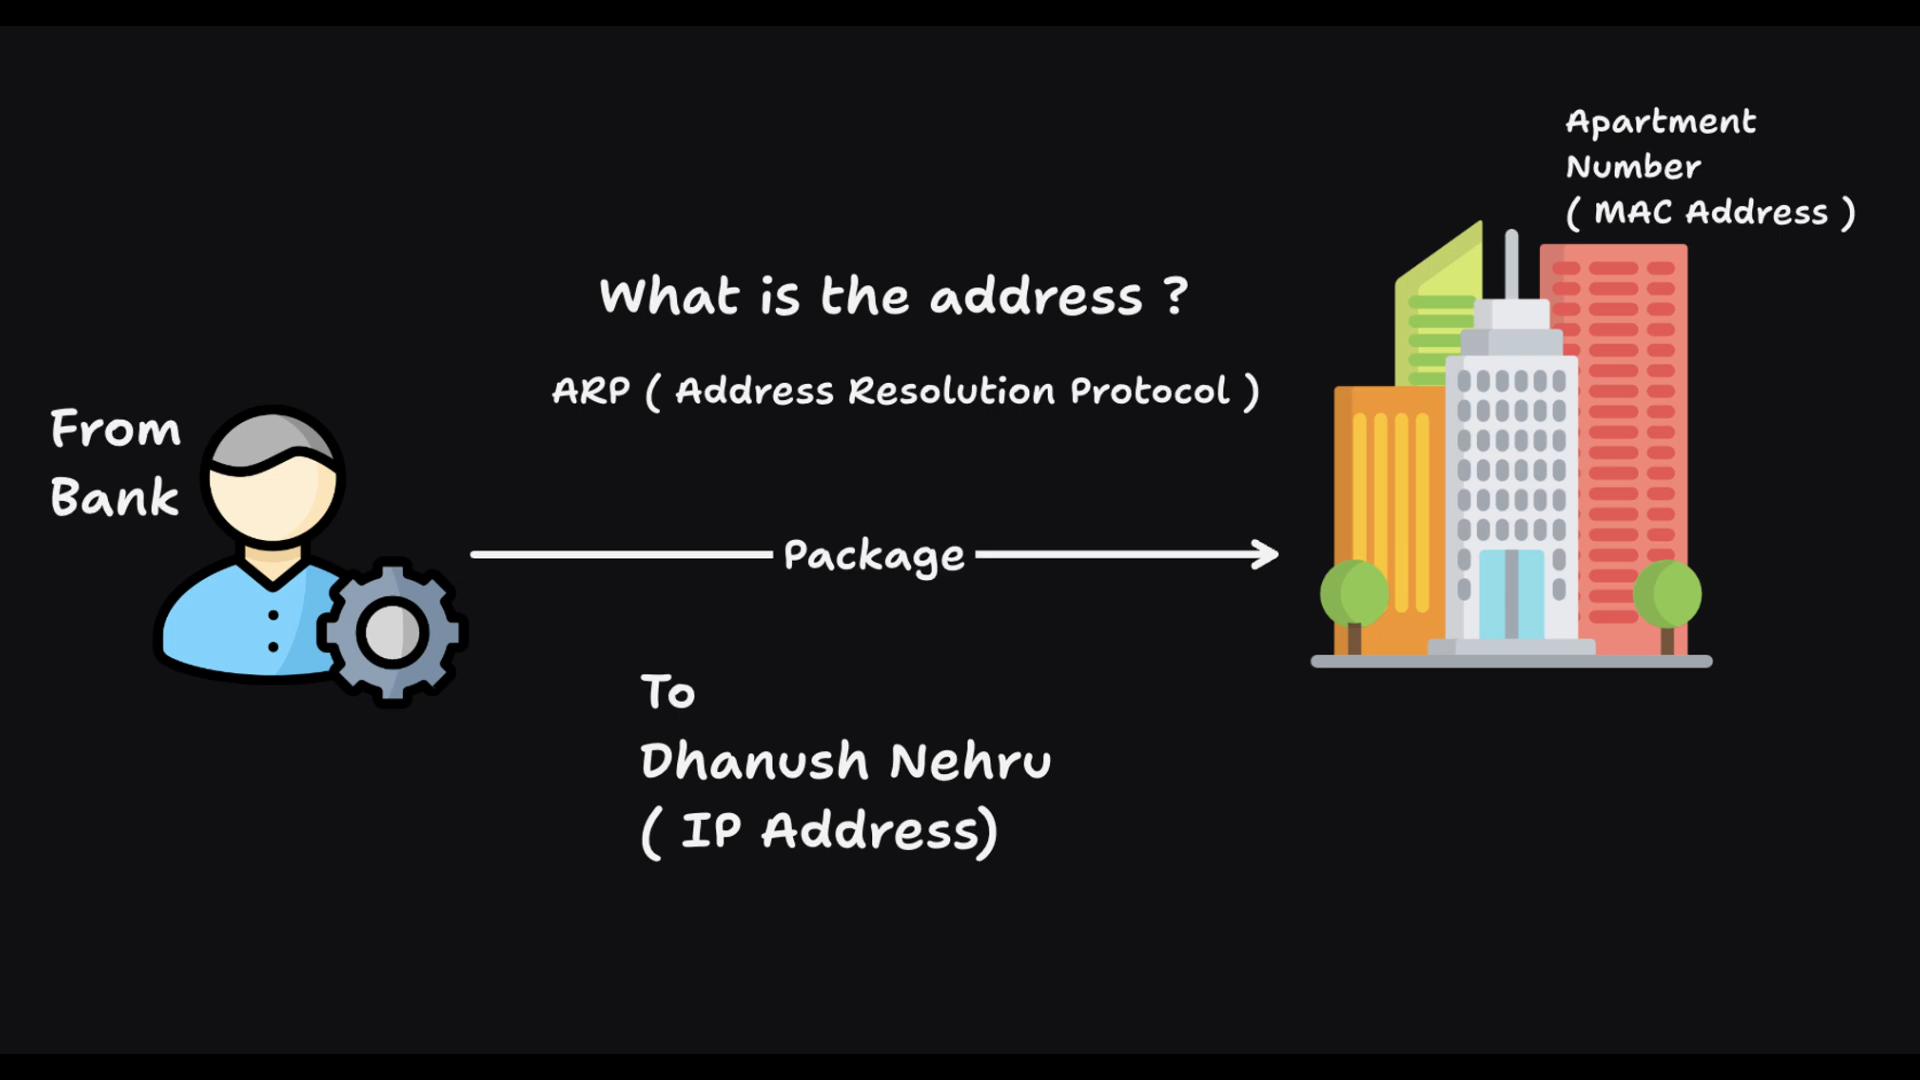 Apartment
Number
( MAC Address )
What is the address ?
ARP ( Address Resolution Protocol )
From
Bank
Package
To
Dhanush Nehru
( IP Address)